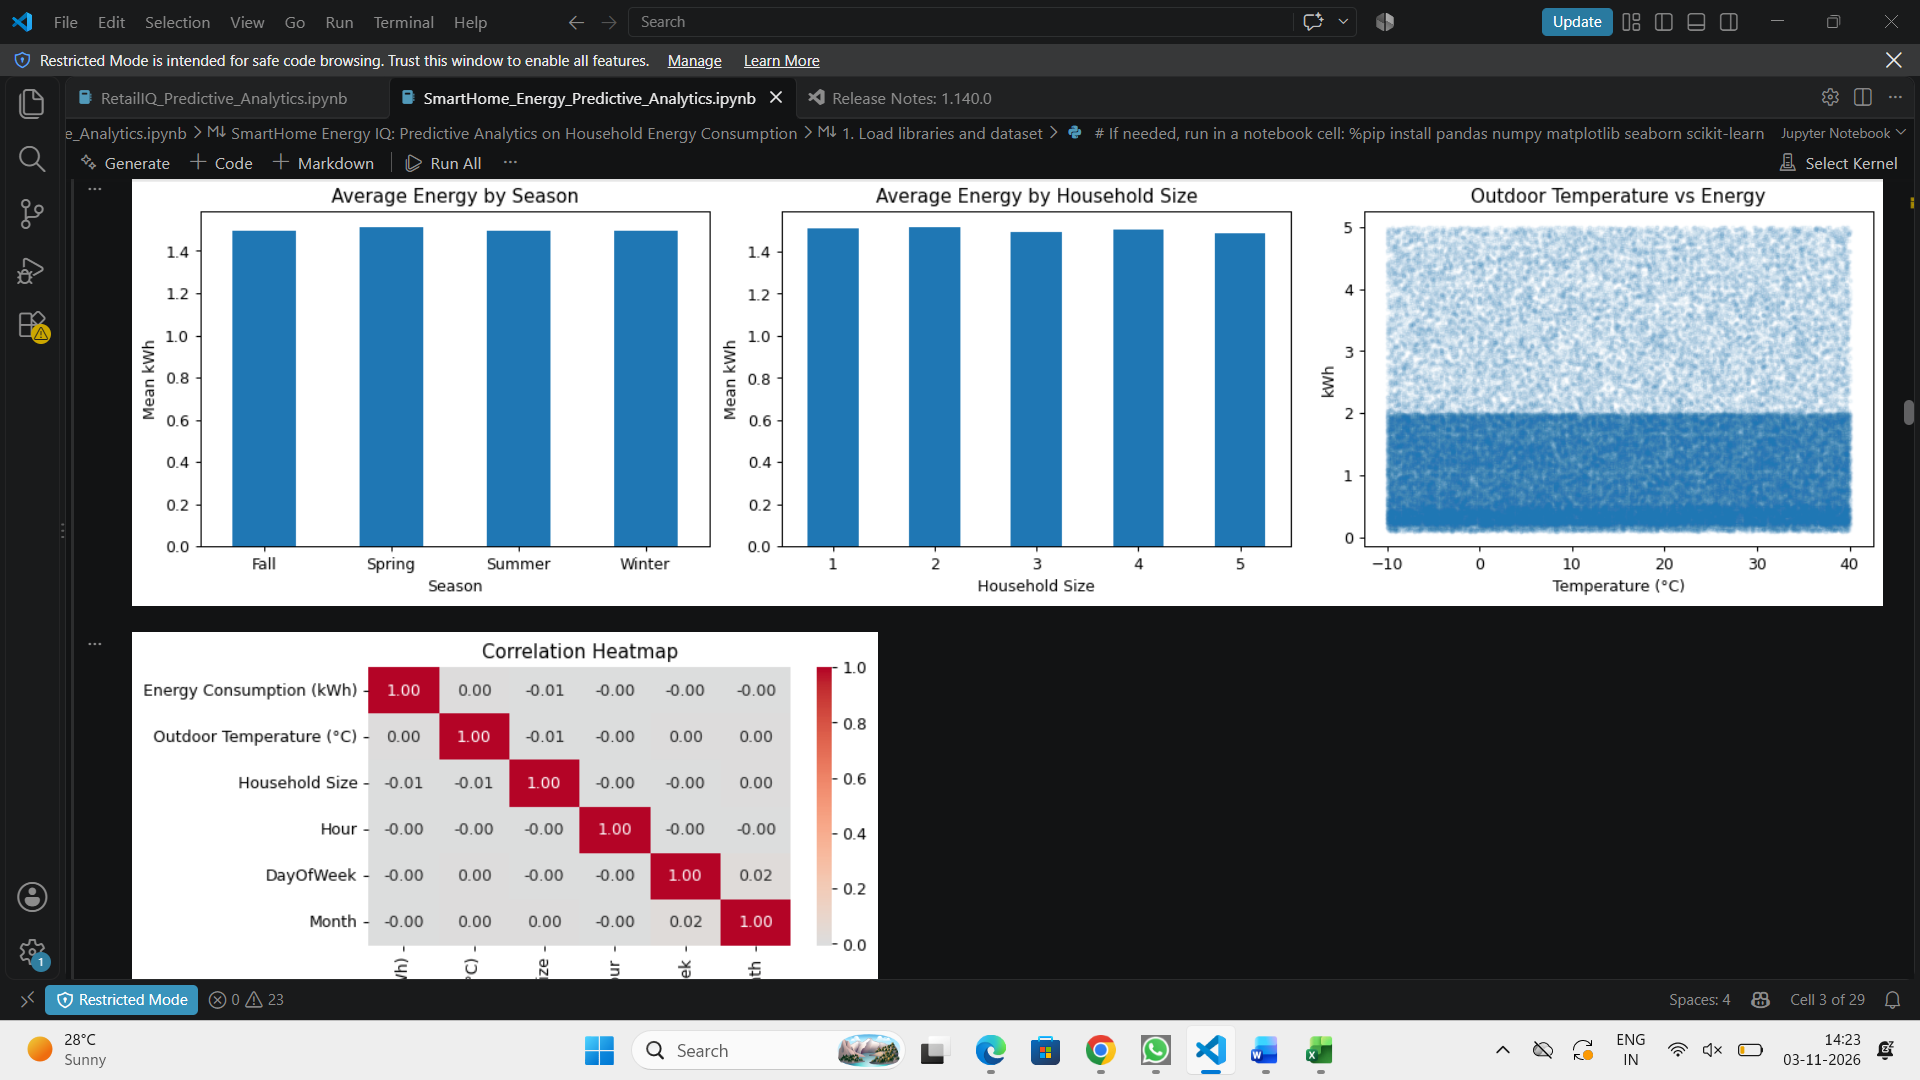 File Edit Selection View Go Run Terminal Help
Search
Update
Restricted Mode is intended for safe code browsing. Trust this window to enable all features. Manage Learn More
RetailIQ_Predictive_Analytics.ipynb
SmartHome_Energy_Predictive_Analytics.ipynb
Release Notes: 1.140.0
e_Analytics.ipynb > M↓ SmartHome Energy IQ: Predictive Analytics on Household Energy Consumption > M↓ 1. Load libraries and dataset > # If needed, run in a notebook cell: %pip install pandas numpy matplotlib seaborn scikit-learn
Jupyter Notebook
Generate + Code + Markdown Run All ...
Select Kernel
...
Average Energy by Season
Mean kWh
1.4
1.2
1.0
0.8
0.6
0.4
0.2
0.0
Fall Spring Summer Winter
Season
Average Energy by Household Size
Mean kWh
1.4
1.2
1.0
0.8
0.6
0.4
0.2
0.0
1 2 3 4 5
Household Size
Outdoor Temperature vs Energy
kWh
5
4
3
2
1
0
−10 0 10 20 30 40
Temperature (°C)
...
Correlation Heatmap
Energy Consumption (kWh) 1.00 0.00 -0.01 -0.00 -0.00 -0.00
Outdoor Temperature (°C) 0.00 1.00 -0.01 -0.00 0.00 0.00
Household Size -0.01 -0.01 1.00 -0.00 -0.00 0.00
Hour -0.00 -0.00 -0.00 1.00 -0.00 -0.00
DayOfWeek -0.00 0.00 -0.00 -0.00 1.00 0.02
Month -0.00 0.00 0.00 -0.00 0.02 1.00
Wh) °C) ize our ek nth
1.0
0.8
0.6
0.4
0.2
0.0
1
Restricted Mode 0 23
Spaces: 4
Cell 3 of 29
28°C
Sunny
Search
ENG
IN
14:23
03-11-2026